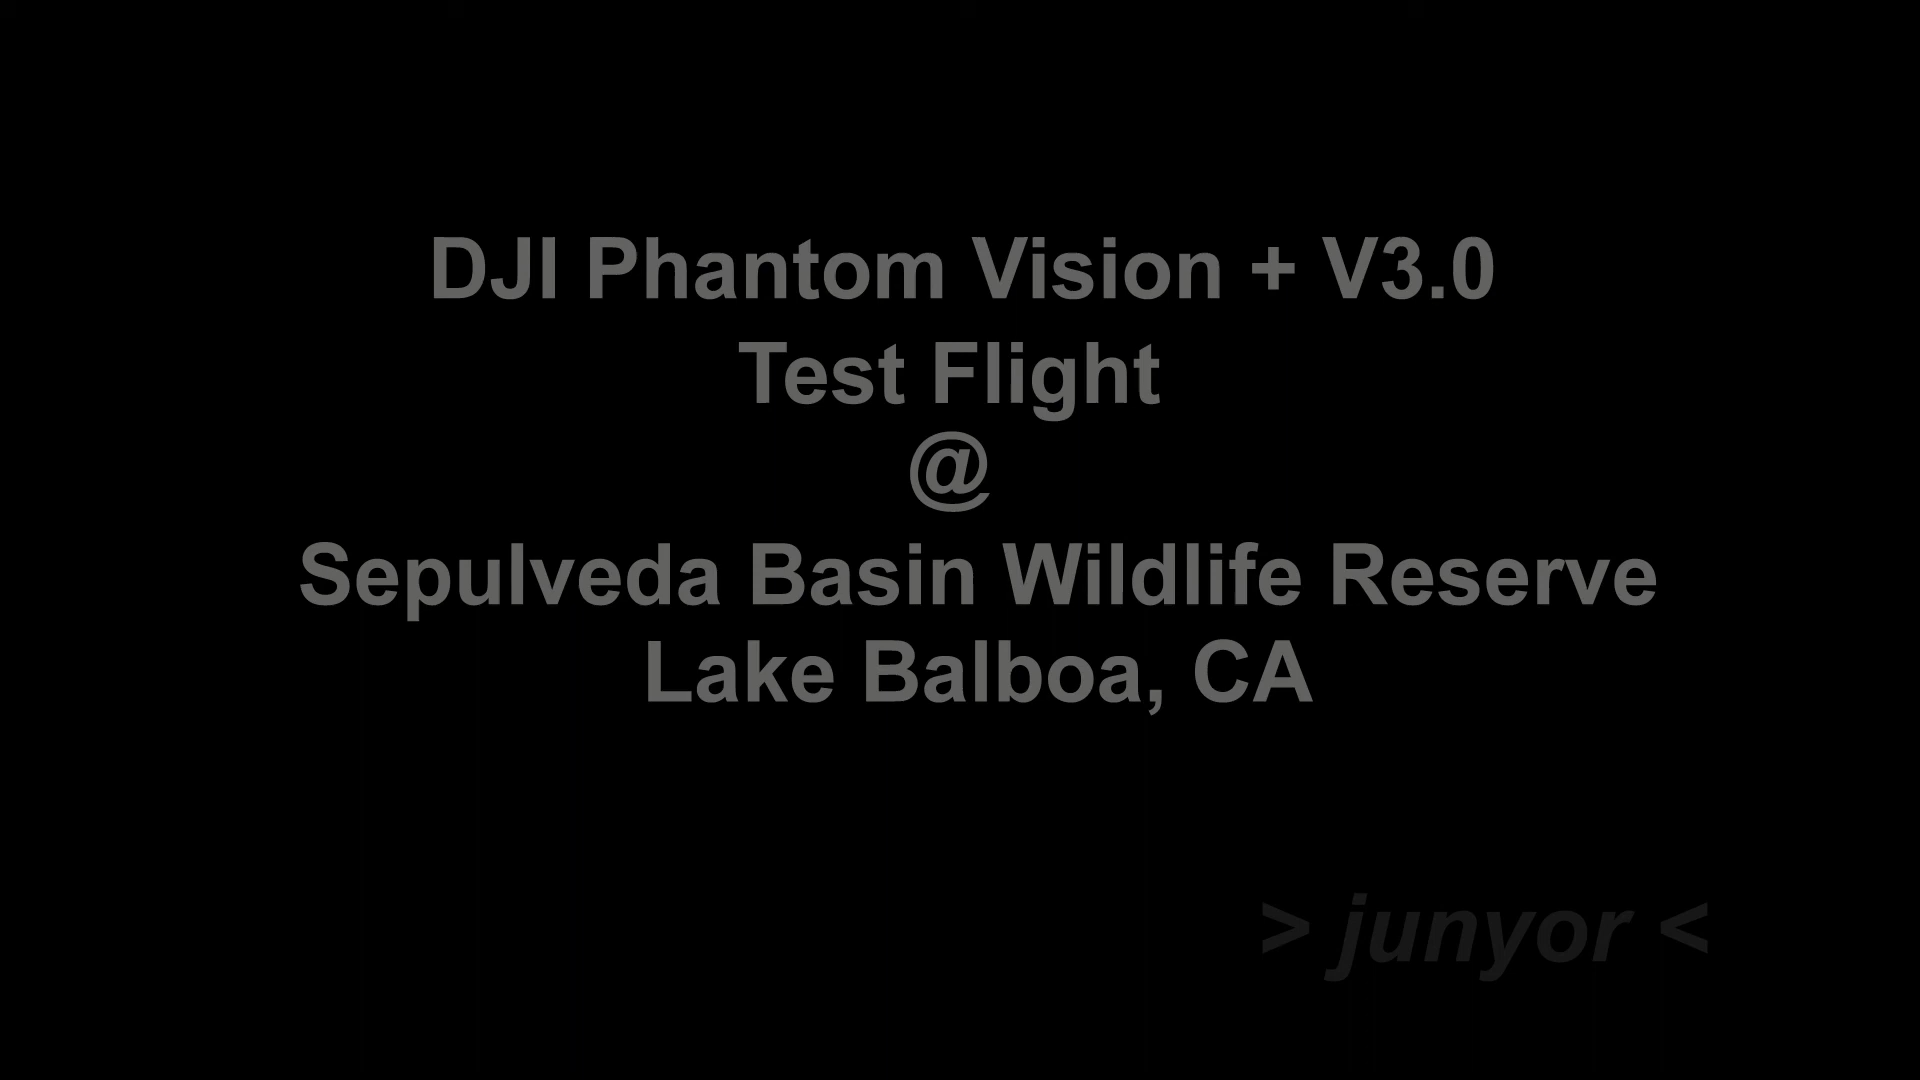 DJI Phantom Vision + V3.0
Test Flight
@
Sepulveda Basin Wildlife Reserve
Lake Balboa, CA
> junyor <